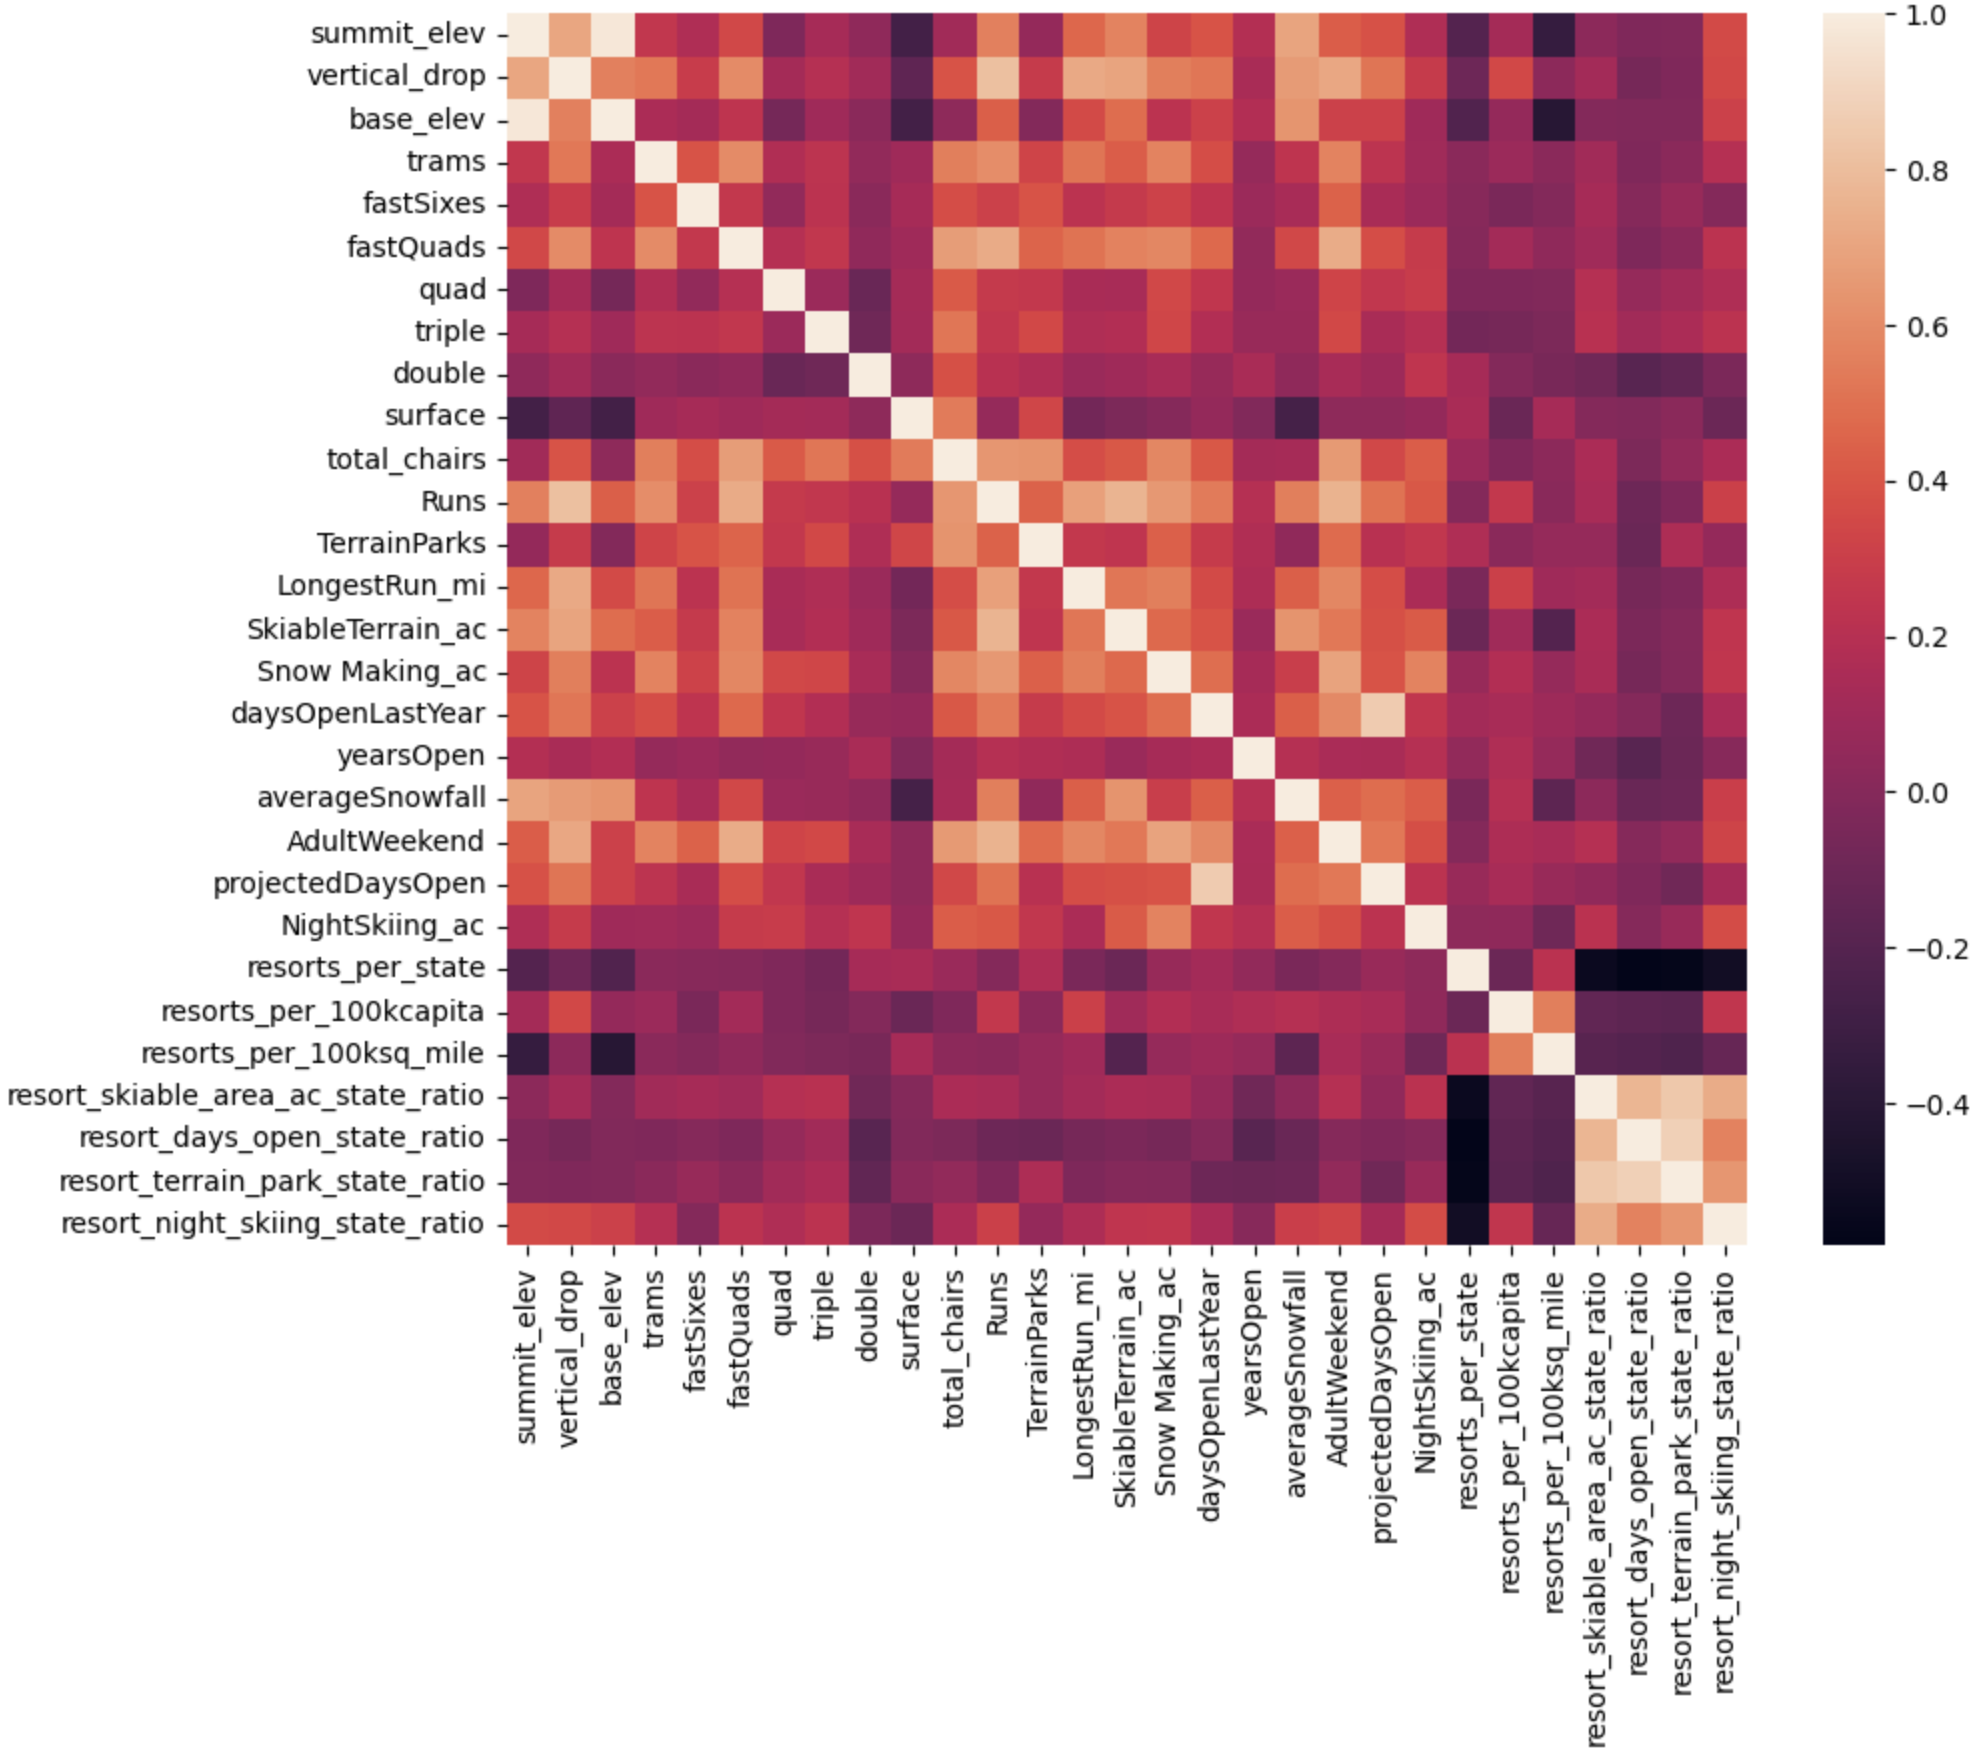 summit_elev
vertical_drop
base_elev
trams
fastSixes
fastQuads
quad
triple
double
surface
total_chairs
Runs
TerrainParks
LongestRun_mi
SkiableTerrain_ac
Snow Making_ac
daysOpenLastYear
yearsOpen
averageSnowfall
AdultWeekend
projectedDaysOpen
NightSkiing_ac
resorts_per_state
resorts_per_100kcapita
resorts_per_100ksq_mile
resort_skiable_area_ac_state_ratio
resort_days_open_state_ratio
resort_terrain_park_state_ratio
resort_night_skiing_state_ratio
summit_elev
vertical_drop
base_elev
trams
fastSixes
fastQuads
quad
triple
double
surface
total_chairs
Runs
TerrainParks
LongestRun_mi
SkiableTerrain_ac
Snow Making_ac
daysOpenLastYear
yearsOpen
averageSnowfall
AdultWeekend
projectedDaysOpen
NightSkiing_ac
resorts_per_state
resorts_per_100kcapita
resorts_per_100ksq_mile
resort_skiable_area_ac_state_ratio
resort_days_open_state_ratio
resort_terrain_park_state_ratio
resort_night_skiing_state_ratio
1.0
0.8
0.6
0.4
0.2
0.0
−0.2
−0.4